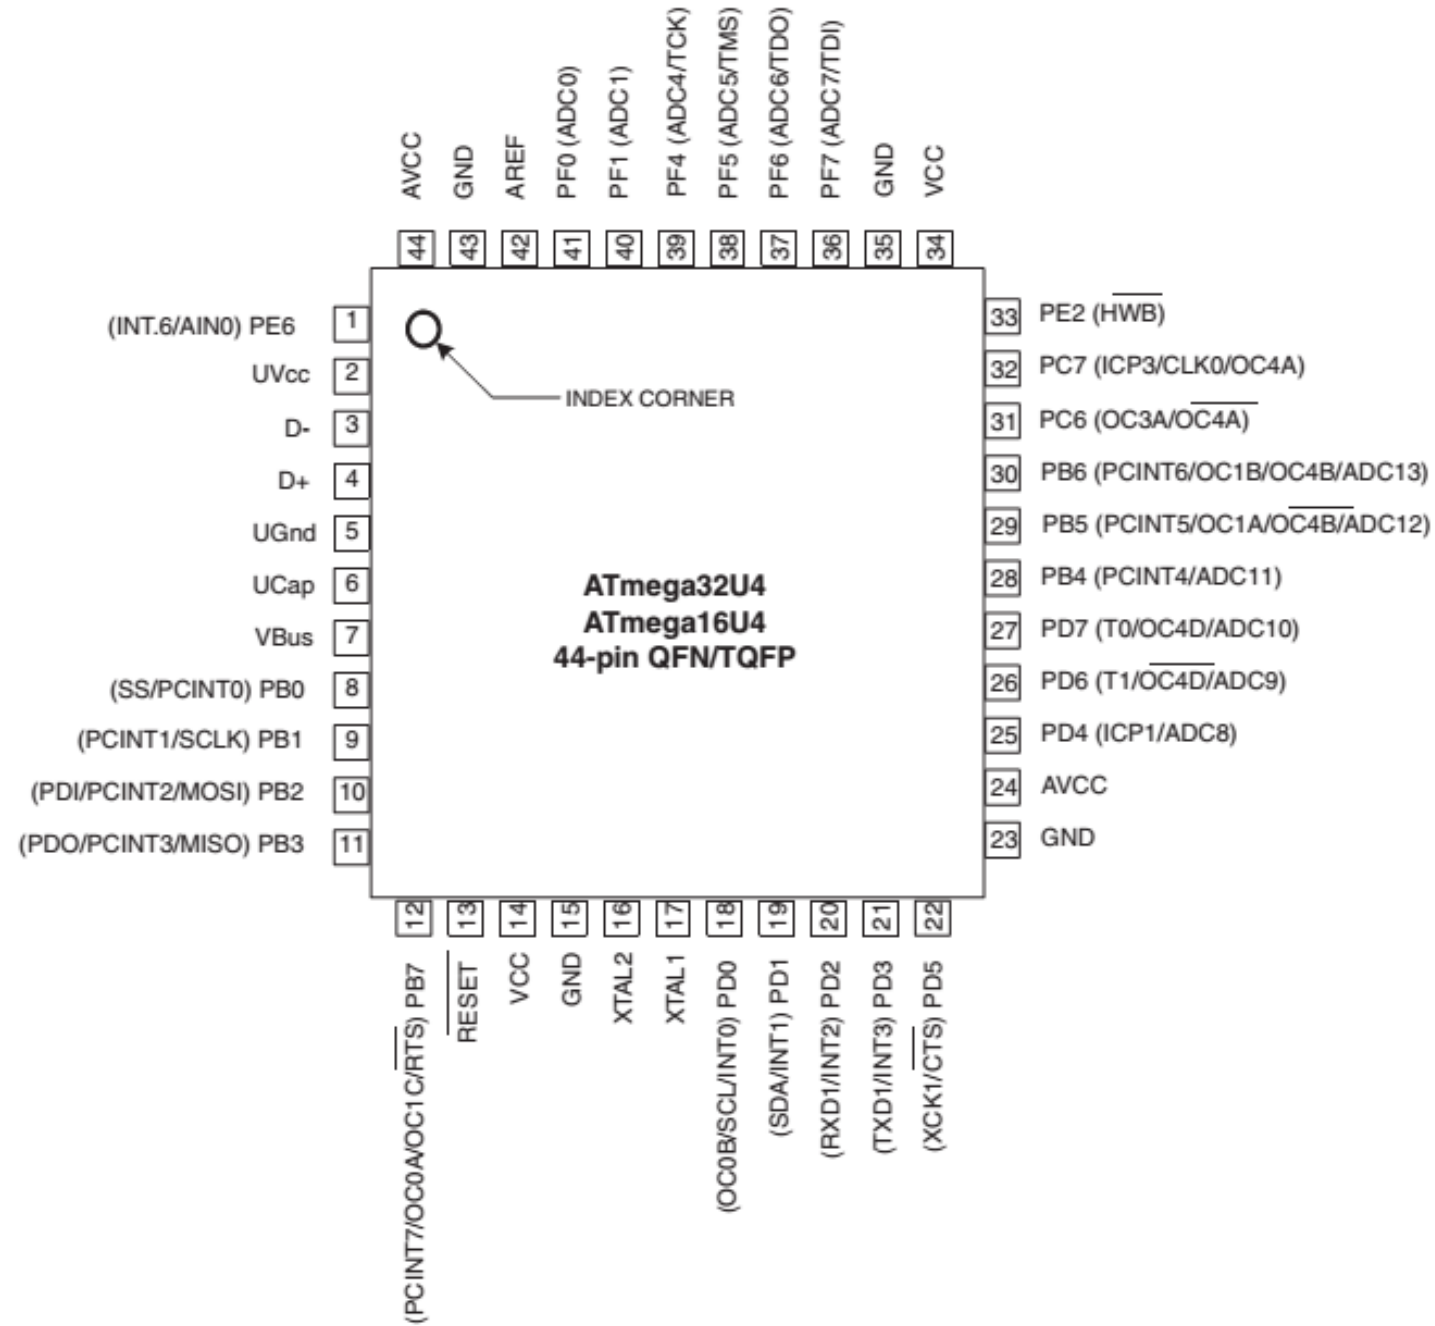 AVCC
GND
AREF
PF0 (ADC0)
PF1 (ADC1)
PF4 (ADC4/TCK)
PF5 (ADC5/TMS)
PF6 (ADC6/TDO)
PF7 (ADC7/TDI)
GND
VCC
44
43
42
41
40
39
38
37
36
35
34
(INT.6/AIN0) PE6 1
UVcc 2
D- 3
D+ 4
UGnd 5
UCap 6
VBus 7
(SS/PCINT0) PB0 8
(PCINT1/SCLK) PB1 9
(PDI/PCINT2/MOSI) PB2 10
(PDO/PCINT3/MISO) PB3 11
INDEX CORNER
ATmega32U4
ATmega16U4
44-pin QFN/TQFP
33 PE2 (HWB)
32 PC7 (ICP3/CLK0/OC4A)
31 PC6 (OC3A/OC4A)
30 PB6 (PCINT6/OC1B/OC4B/ADC13)
29 PB5 (PCINT5/OC1A/OC4B/ADC12)
28 PB4 (PCINT4/ADC11)
27 PD7 (T0/OC4D/ADC10)
26 PD6 (T1/OC4D/ADC9)
25 PD4 (ICP1/ADC8)
24 AVCC
23 GND
12
13
14
15
16
17
18
19
20
21
22
(PCINT7/OC0A/OC1C/RTS) PB7
RESET
VCC
GND
XTAL2
XTAL1
(OC0B/SCL/INT0) PD0
(SDA/INT1) PD1
(RXD1/INT2) PD2
(TXD1/INT3) PD3
(XCK1/CTS) PD5